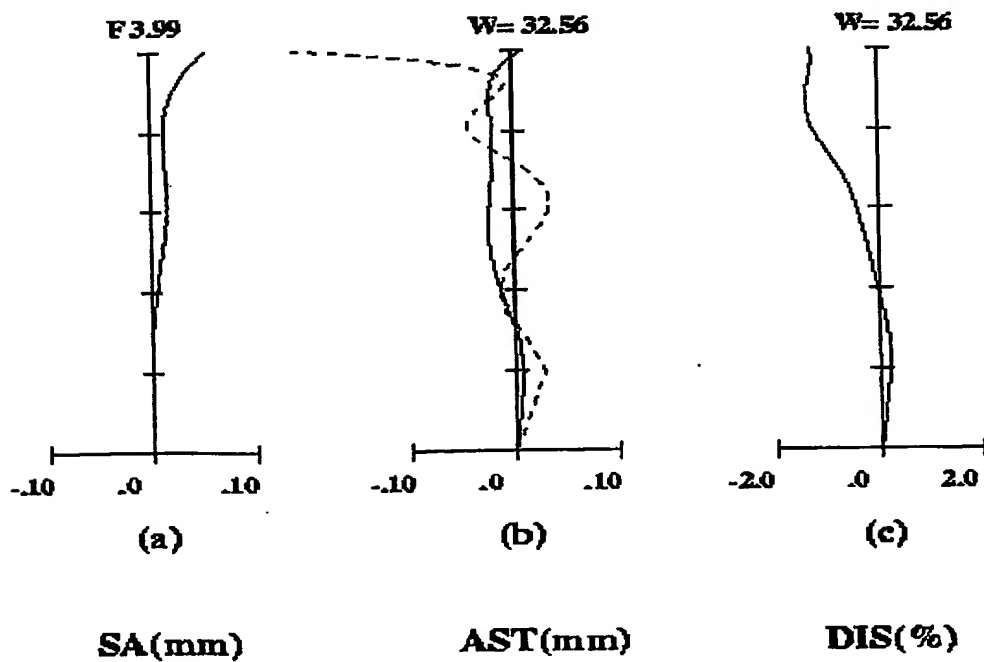 F 3.99
W= 32.56
W= 32.56
-.10 .0 .10
-.10 .0 .10
-2.0 .0 2.0
(a)
(b)
(c)
SA(mm)
AST(mm)
DIS(%)